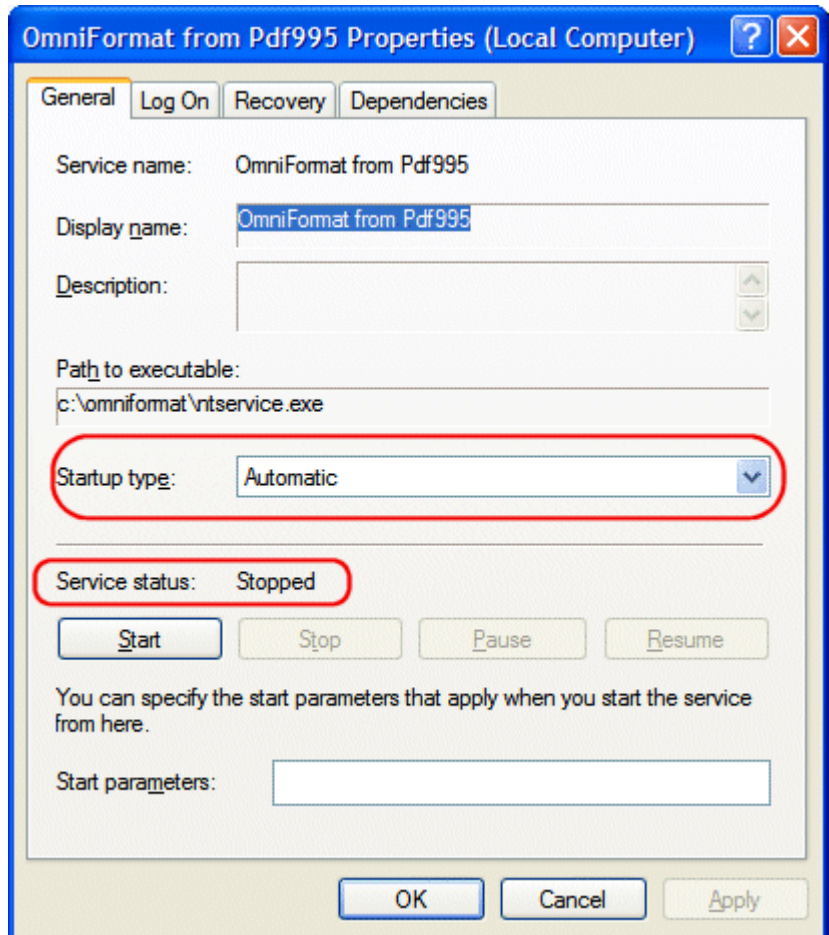 OmniFormat from Pdf995 Properties (Local Computer)
General Log On Recovery Dependencies
Service name: OmniFormat from Pdf995
Display name: OmniFormat from Pdf995
Description:
Path to executable:
c:\omniformat\ntservice.exe
Startup type: Automatic
Service status: Stopped
Start Stop Pause Resume
You can specify the start parameters that apply when you start the service
from here.
Start parameters:
OK Cancel Apply